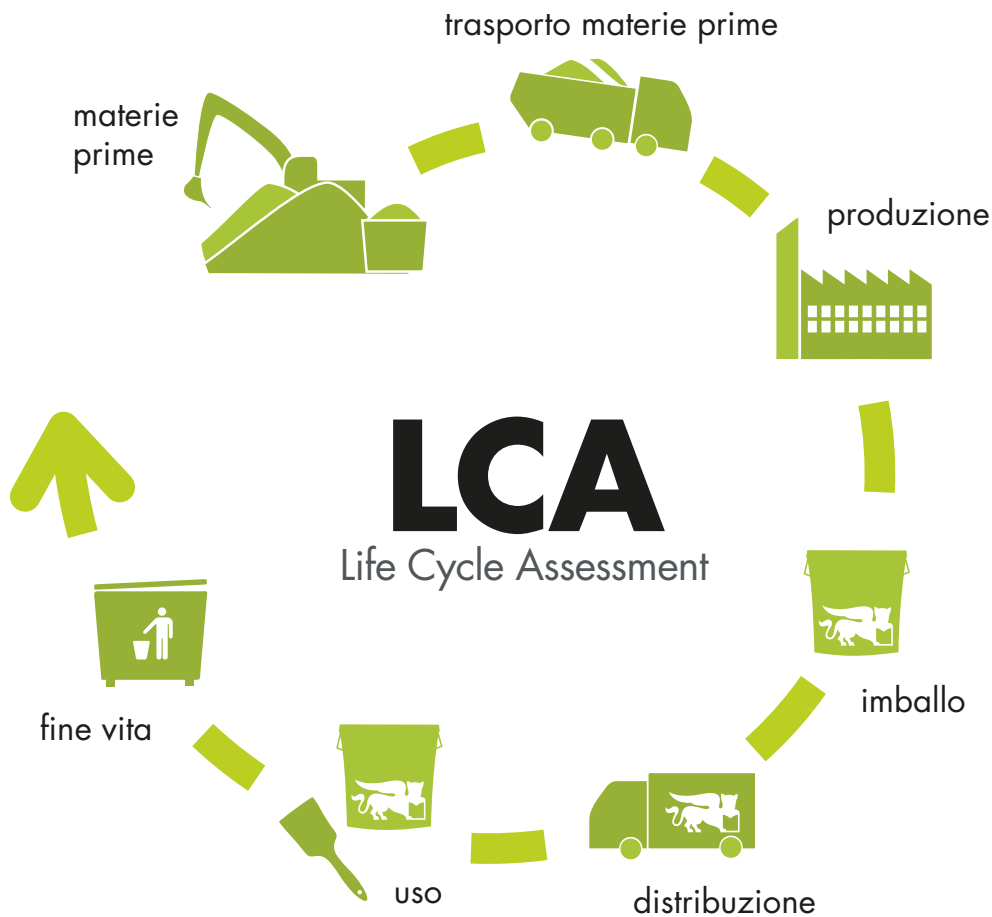 trasporto materie prime
materie
prime
produzione
LCA
Life Cycle Assessment
imballo
fine vita
uso
distribuzione